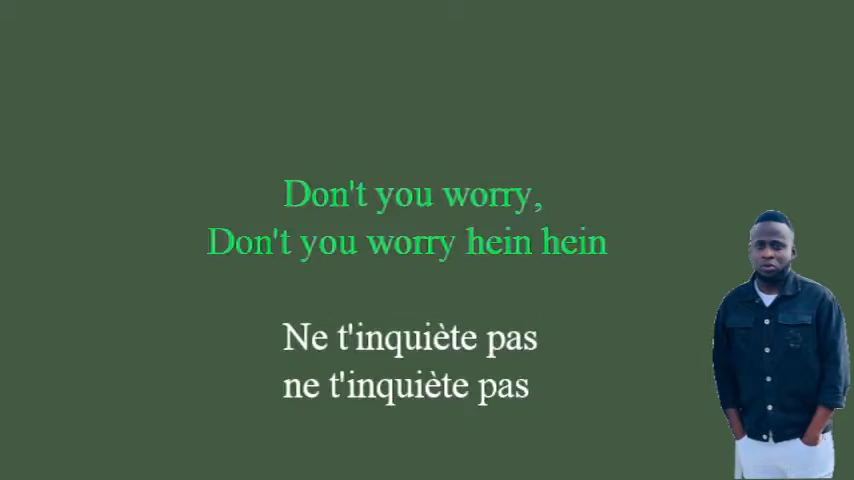 Don't you worry,
Don't you worry hein hein
Ne t'inquiète pas
ne t'inquiète pas